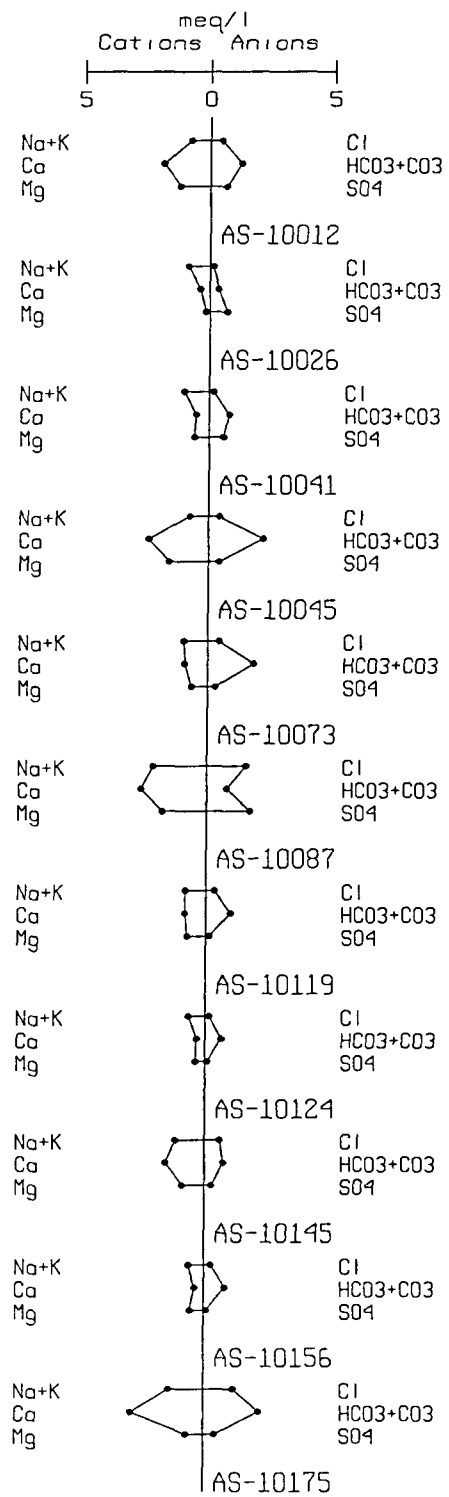 meq/l
Cations Anions
5 0 5
Na+K Cl
Ca HCO3+CO3
Mg SO4
AS-10012
Na+K Cl
Ca HCO3+CO3
Mg SO4
AS-10026
Na+K Cl
Ca HCO3+CO3
Mg SO4
AS-10041
Na+K Cl
Ca HCO3+CO3
Mg SO4
AS-10045
Na+K Cl
Ca HCO3+CO3
Mg SO4
AS-10073
Na+K Cl
Ca HCO3+CO3
Mg SO4
AS-10087
Na+K Cl
Ca HCO3+CO3
Mg SO4
AS-10119
Na+K Cl
Ca HCO3+CO3
Mg SO4
AS-10124
Na+K Cl
Ca HCO3+CO3
Mg SO4
AS-10145
Na+K Cl
Ca HCO3+CO3
Mg SO4
AS-10156
Na+K Cl
Ca HCO3+CO3
Mg SO4
AS-10175